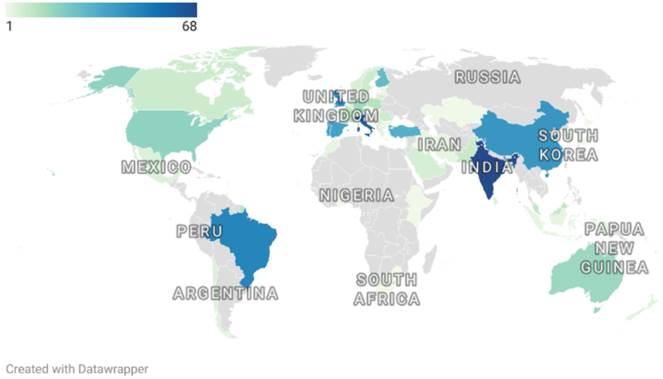 1
68
RUSSIA
UNITED
KINGDOM
SOUTH
KOREA
IRAN
MEXICO
INDIA
NIGERIA
PERU
PAPUA
NEW
GUINEA
SOUTH
AFRICA
ARGENTINA
Created with Datawrapper